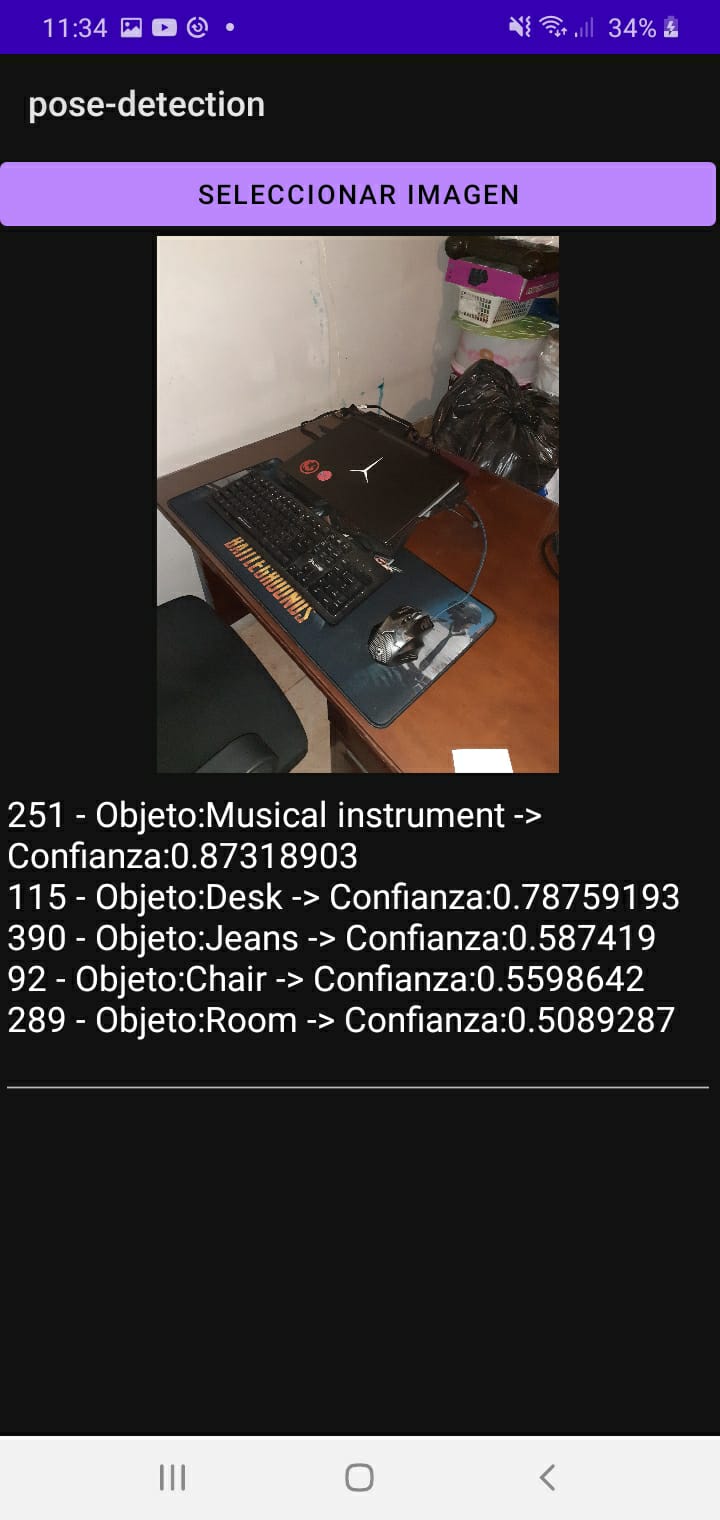 11:34
34%
pose-detection
SELECCIONAR IMAGEN
BATTLEGROUNDS
251 - Objeto:Musical instrument ->
Confianza:0.87318903
115 - Objeto:Desk -> Confianza:0.78759193
390 - Objeto:Jeans -> Confianza:0.587419
92 - Objeto:Chair -> Confianza:0.5598642
289 - Objeto:Room -> Confianza:0.5089287